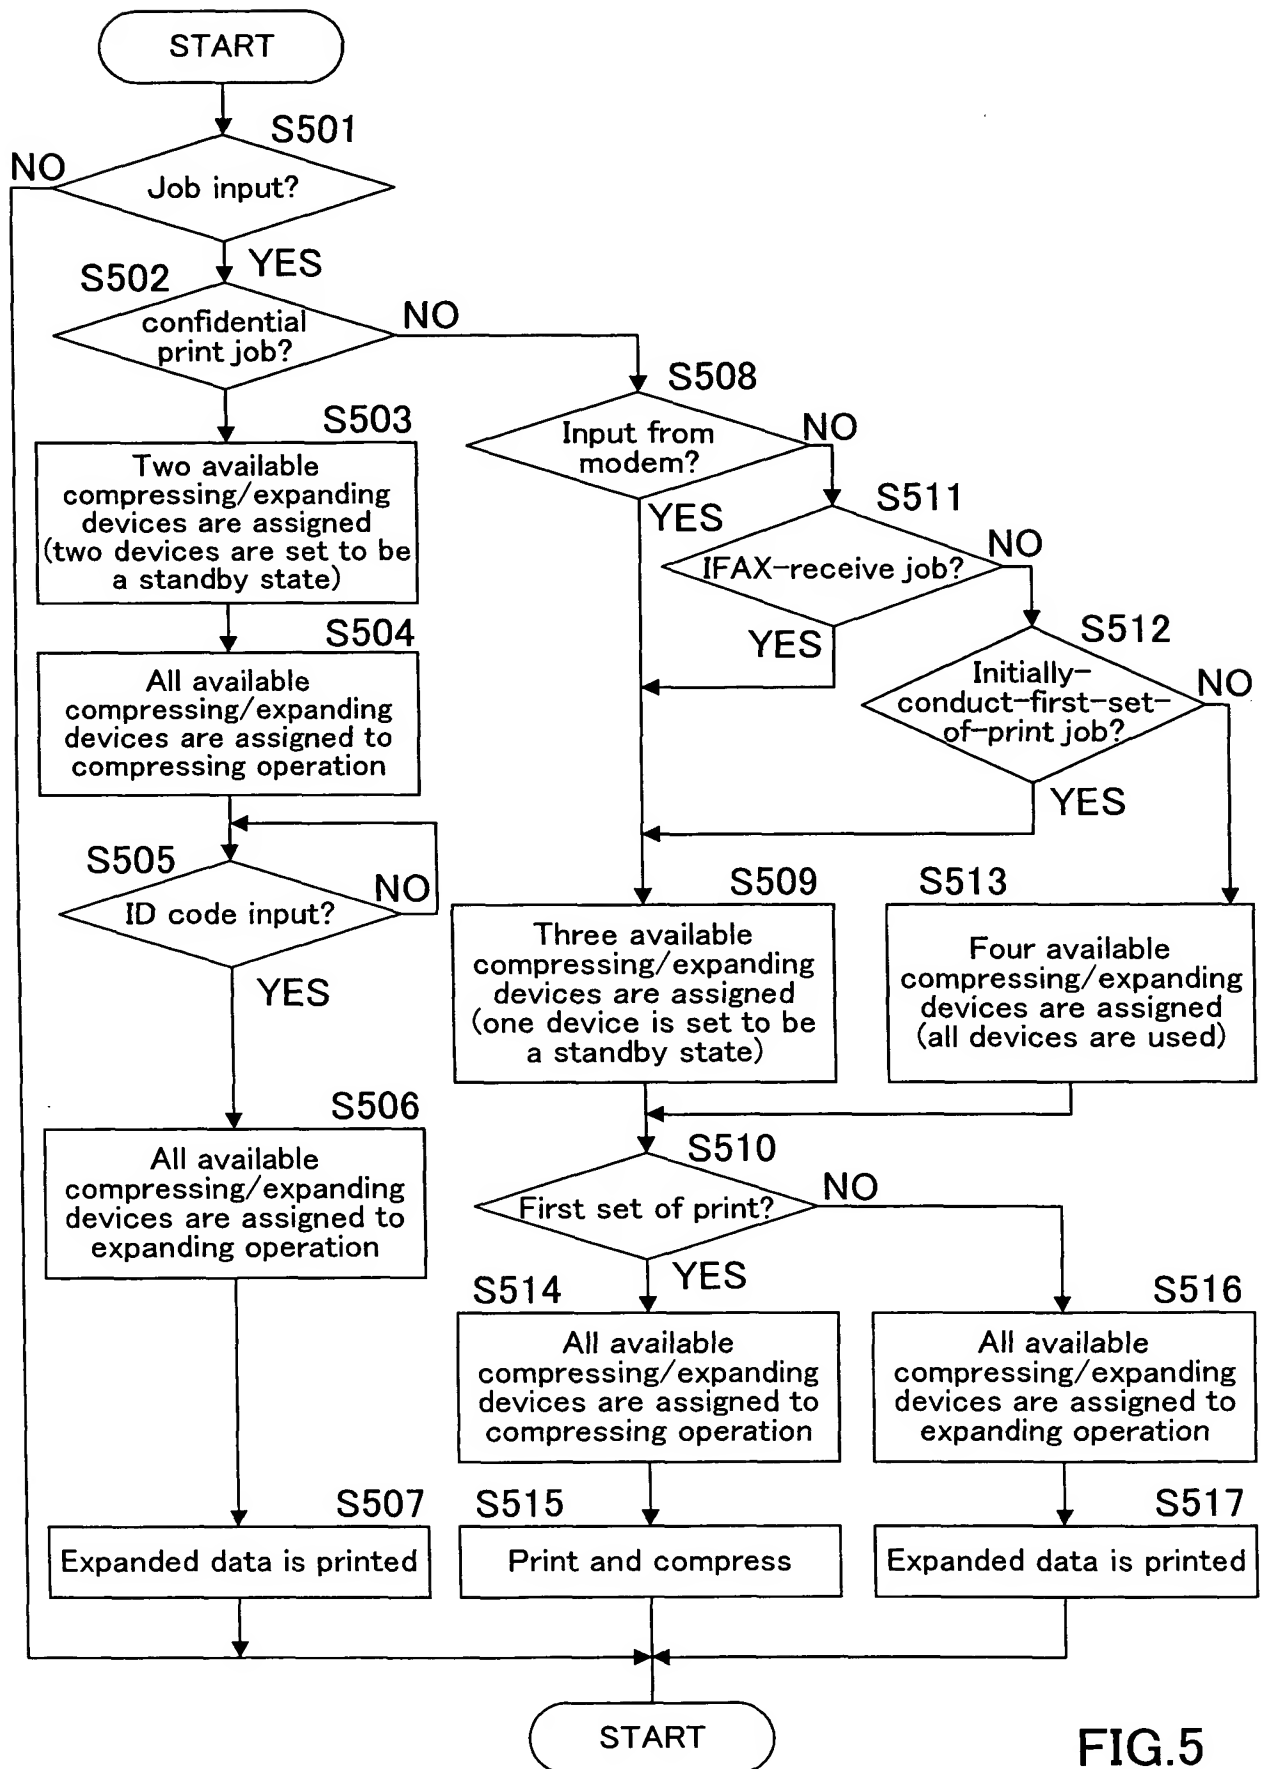 START
S501
NO
Job input?
YES
S502
confidential
print job?
NO
S508
Input from
modem?
NO
YES
S503
Two available
compressing/expanding
devices are assigned
(two devices are set to be
a standby state)
S511
IFAX-receive job?
NO
YES
S504
All available
compressing/expanding
devices are assigned to
compressing operation
S512
Initially-
conduct-first-set-
of-print job?
NO
YES
S505
ID code input?
NO
YES
S509
Three available
compressing/expanding
devices are assigned
(one device is set to be
a standby state)
S513
Four available
compressing/expanding
devices are assigned
(all devices are used)
S506
All available
compressing/expanding
devices are assigned to
expanding operation
S510
First set of print?
NO
YES
S514
All available
compressing/expanding
devices are assigned to
compressing operation
S516
All available
compressing/expanding
devices are assigned to
expanding operation
S507
Expanded data is printed
S515
Print and compress
S517
Expanded data is printed
START
FIG.5